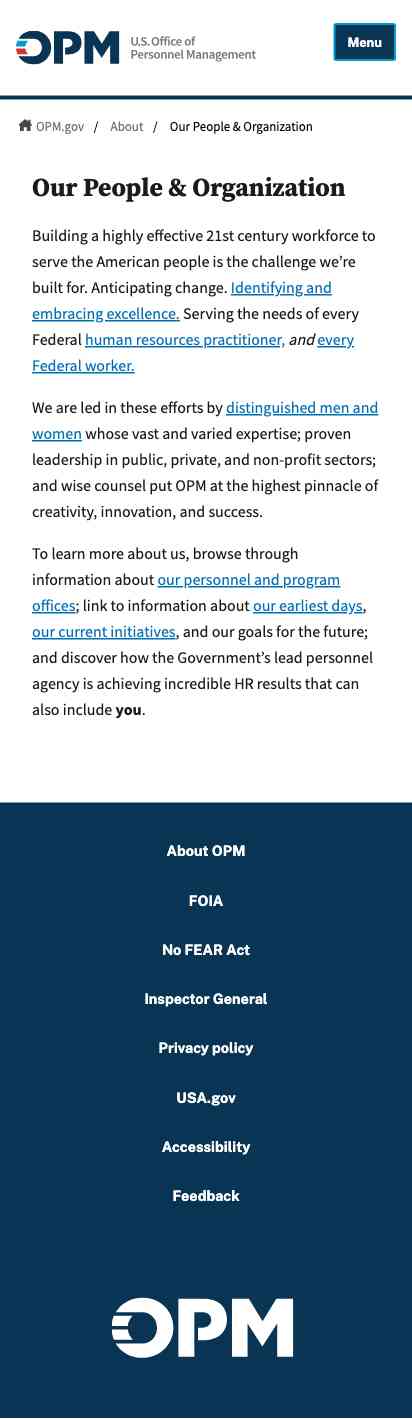 OPM
U.S. Office of
Personnel Management
Menu
OPM.gov / About / Our People & Organization
Our People & Organization
Building a highly effective 21st century workforce to
serve the American people is the challenge we’re
built for. Anticipating change. Identifying and
embracing excellence. Serving the needs of every
Federal human resources practitioner, and every
Federal worker.
We are led in these efforts by distinguished men and
women whose vast and varied expertise; proven
leadership in public, private, and non-profit sectors;
and wise counsel put OPM at the highest pinnacle of
creativity, innovation, and success.
To learn more about us, browse through
information about our personnel and program
offices; link to information about our earliest days,
our current initiatives, and our goals for the future;
and discover how the Government’s lead personnel
agency is achieving incredible HR results that can
also include you.
About OPM
FOIA
No FEAR Act
Inspector General
Privacy policy
USA.gov
Accessibility
Feedback
OPM